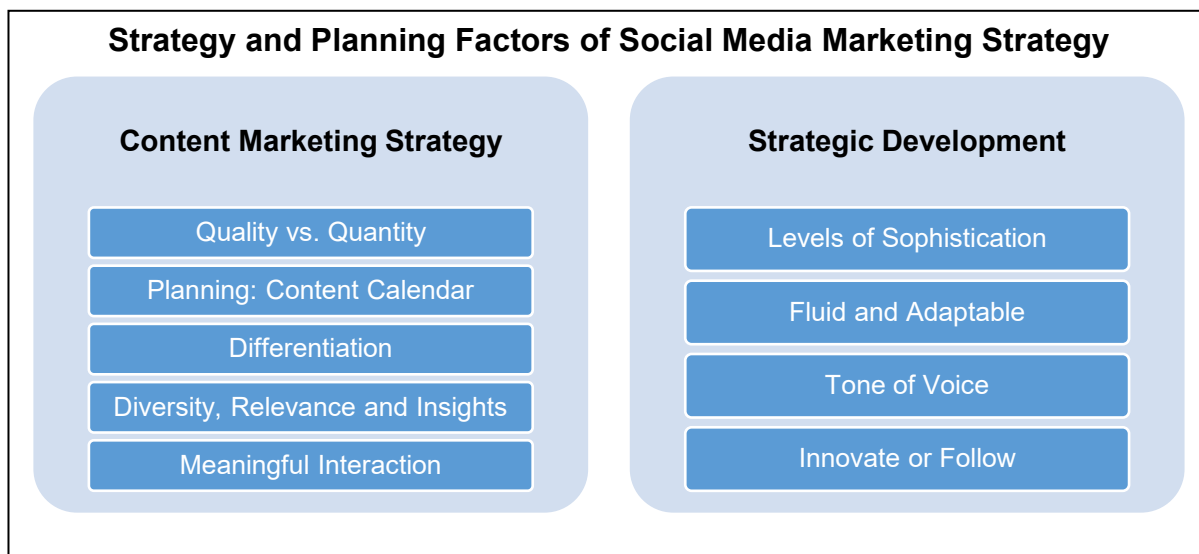 Strategy and Planning Factors of Social Media Marketing Strategy
Content Marketing Strategy
Quality vs. Quantity
Planning: Content Calendar
Differentiation
Diversity, Relevance and Insights
Meaningful Interaction
Strategic Development
Levels of Sophistication
Fluid and Adaptable
Tone of Voice
Innovate or Follow